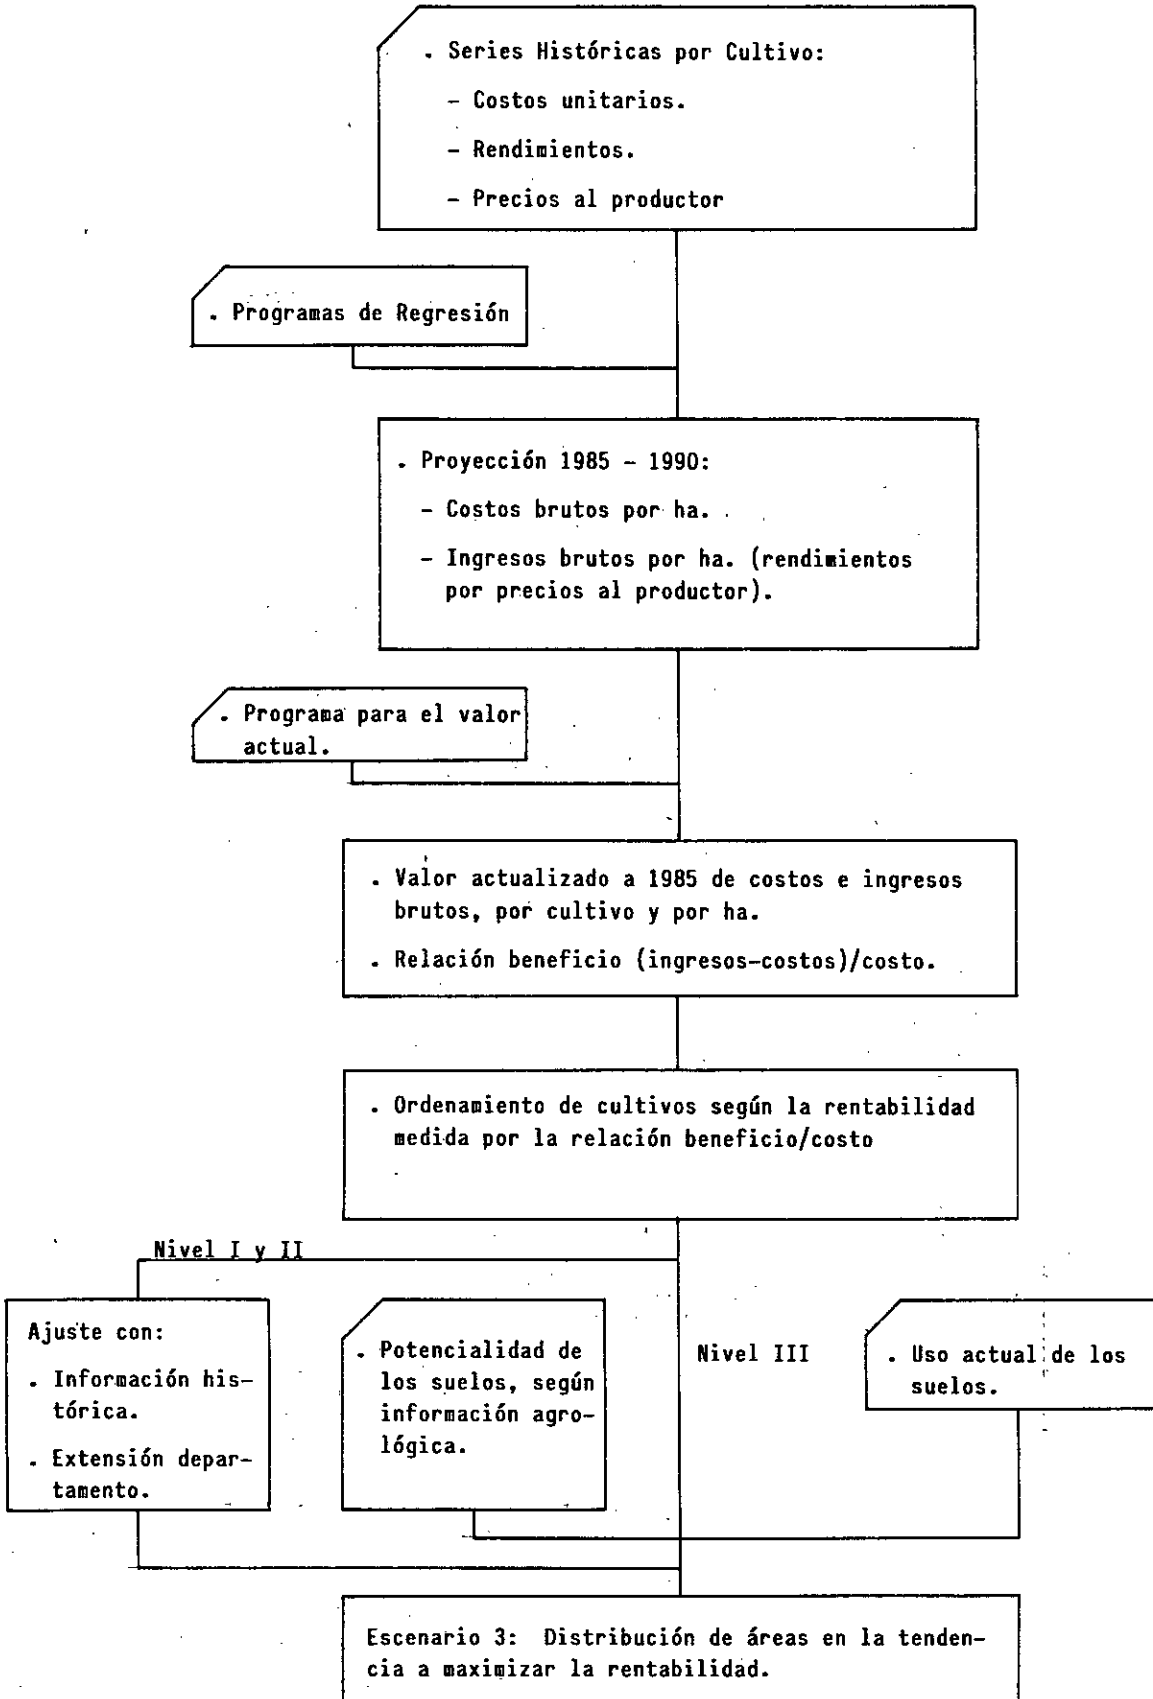 . Series Históricas por Cultivo:
- Costos unitarios.
- Rendimientos.
- Precios al productor
. Programas de Regresión
. Proyección 1985 - 1990:
- Costos brutos por ha.
- Ingresos brutos por ha. (rendimientos
por precios al productor).
. Programa para el valor
actual.
. Valor actualizado a 1985 de costos e ingresos
brutos, por cultivo y por ha.
. Relación beneficio (ingresos-costos)/costo.
. Ordenamiento de cultivos según la rentabilidad
medida por la relación beneficio/costo
Nivel I y II
Ajuste con:
. Información his-
tórica.
. Extensión depar-
tamento.
. Potencialidad de
los suelos, según
información agro-
lógica.
Nivel III
. Uso actual de los
suelos.
Escenario 3: Distribución de áreas en la tenden-
cia a maximizar la rentabilidad.